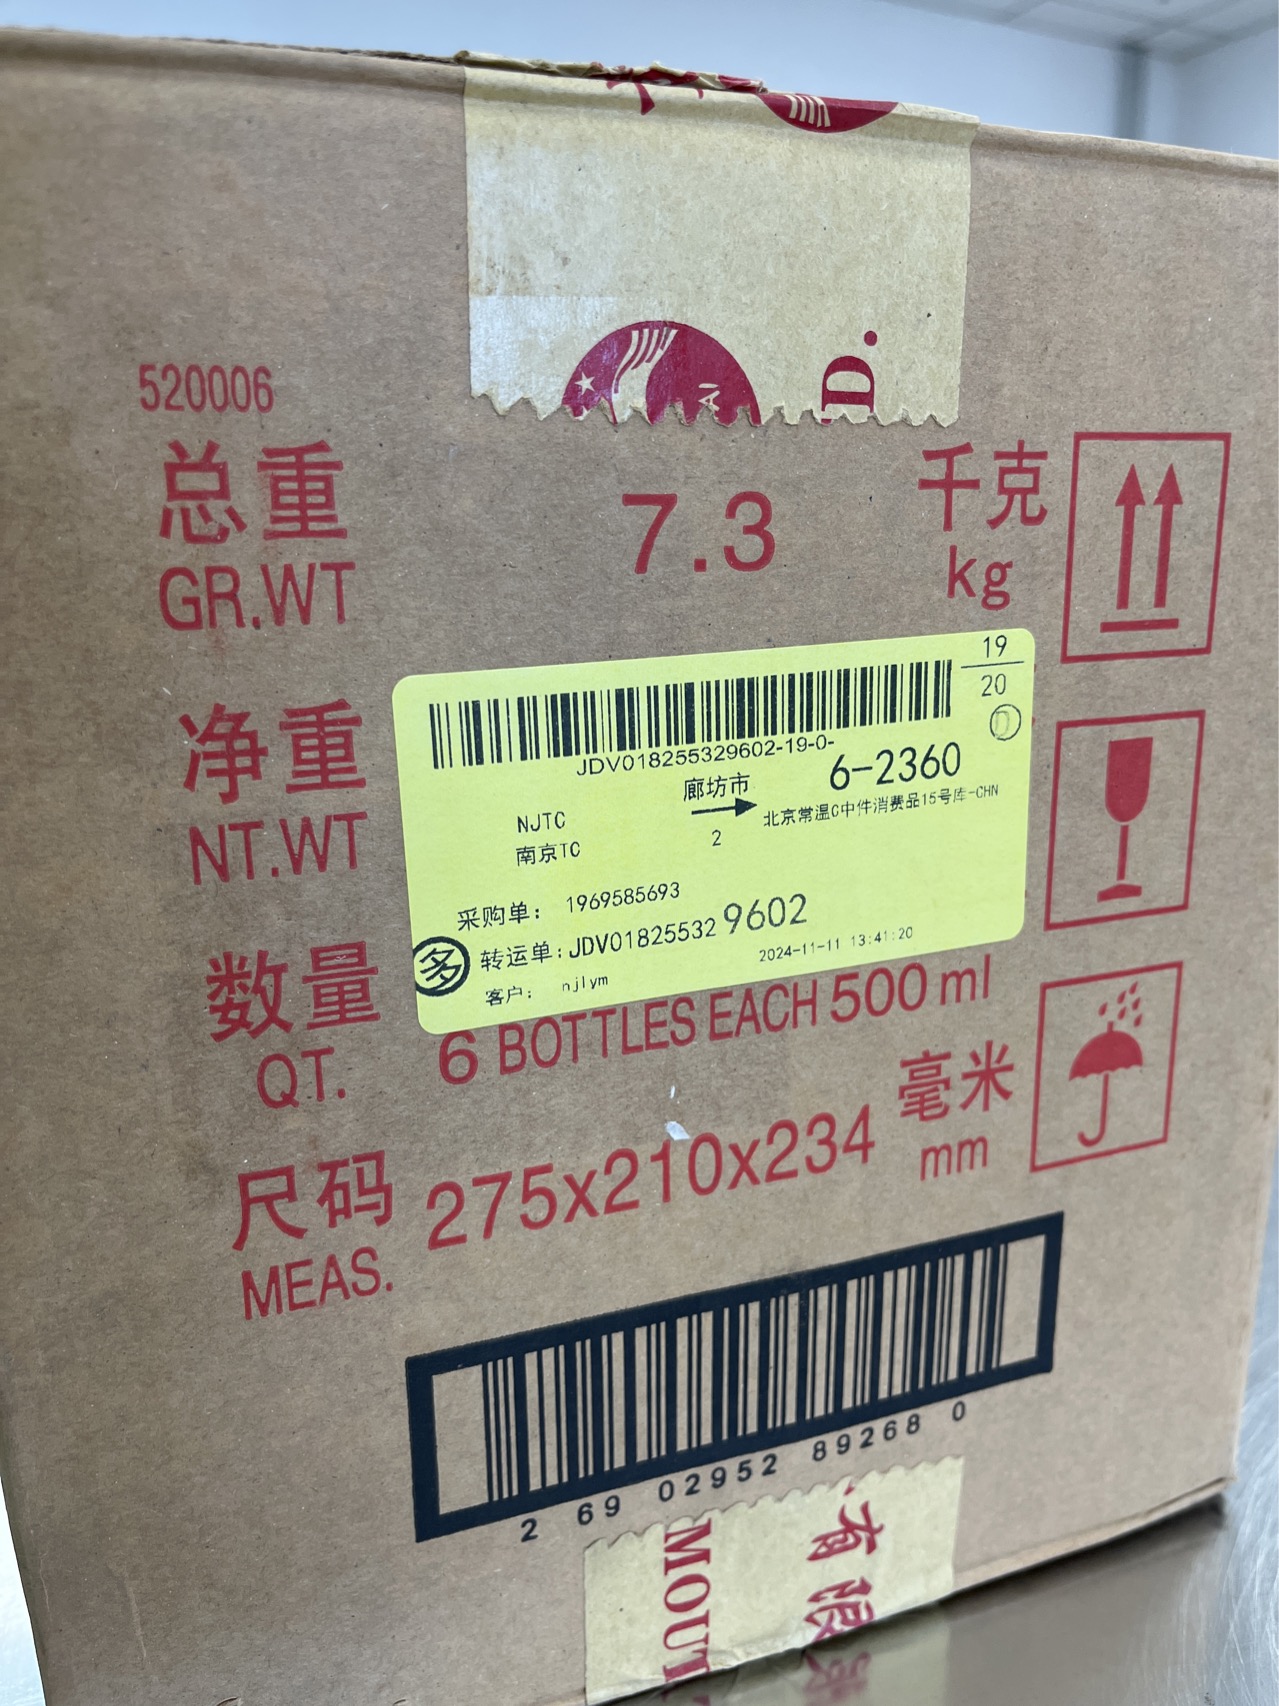 D.
520006
总重 7.3 千克
GR.WT kg
净重
NT.WT
19
20
JDV018255329602-19-0-
廊坊市 6-2360
NJTC 北京常温C中件消费品15号库-CHN
南京TC 2
采购单： 1969585693
多 转运单：JDV018255329602
2024-11-11 13:41:20
客户： njlym
数量
QT. 6 BOTTLES EACH 500 ml
尺码 275x210x234 毫米
MEAS. mm
2 69 02952 89268 0
有限
MOUT